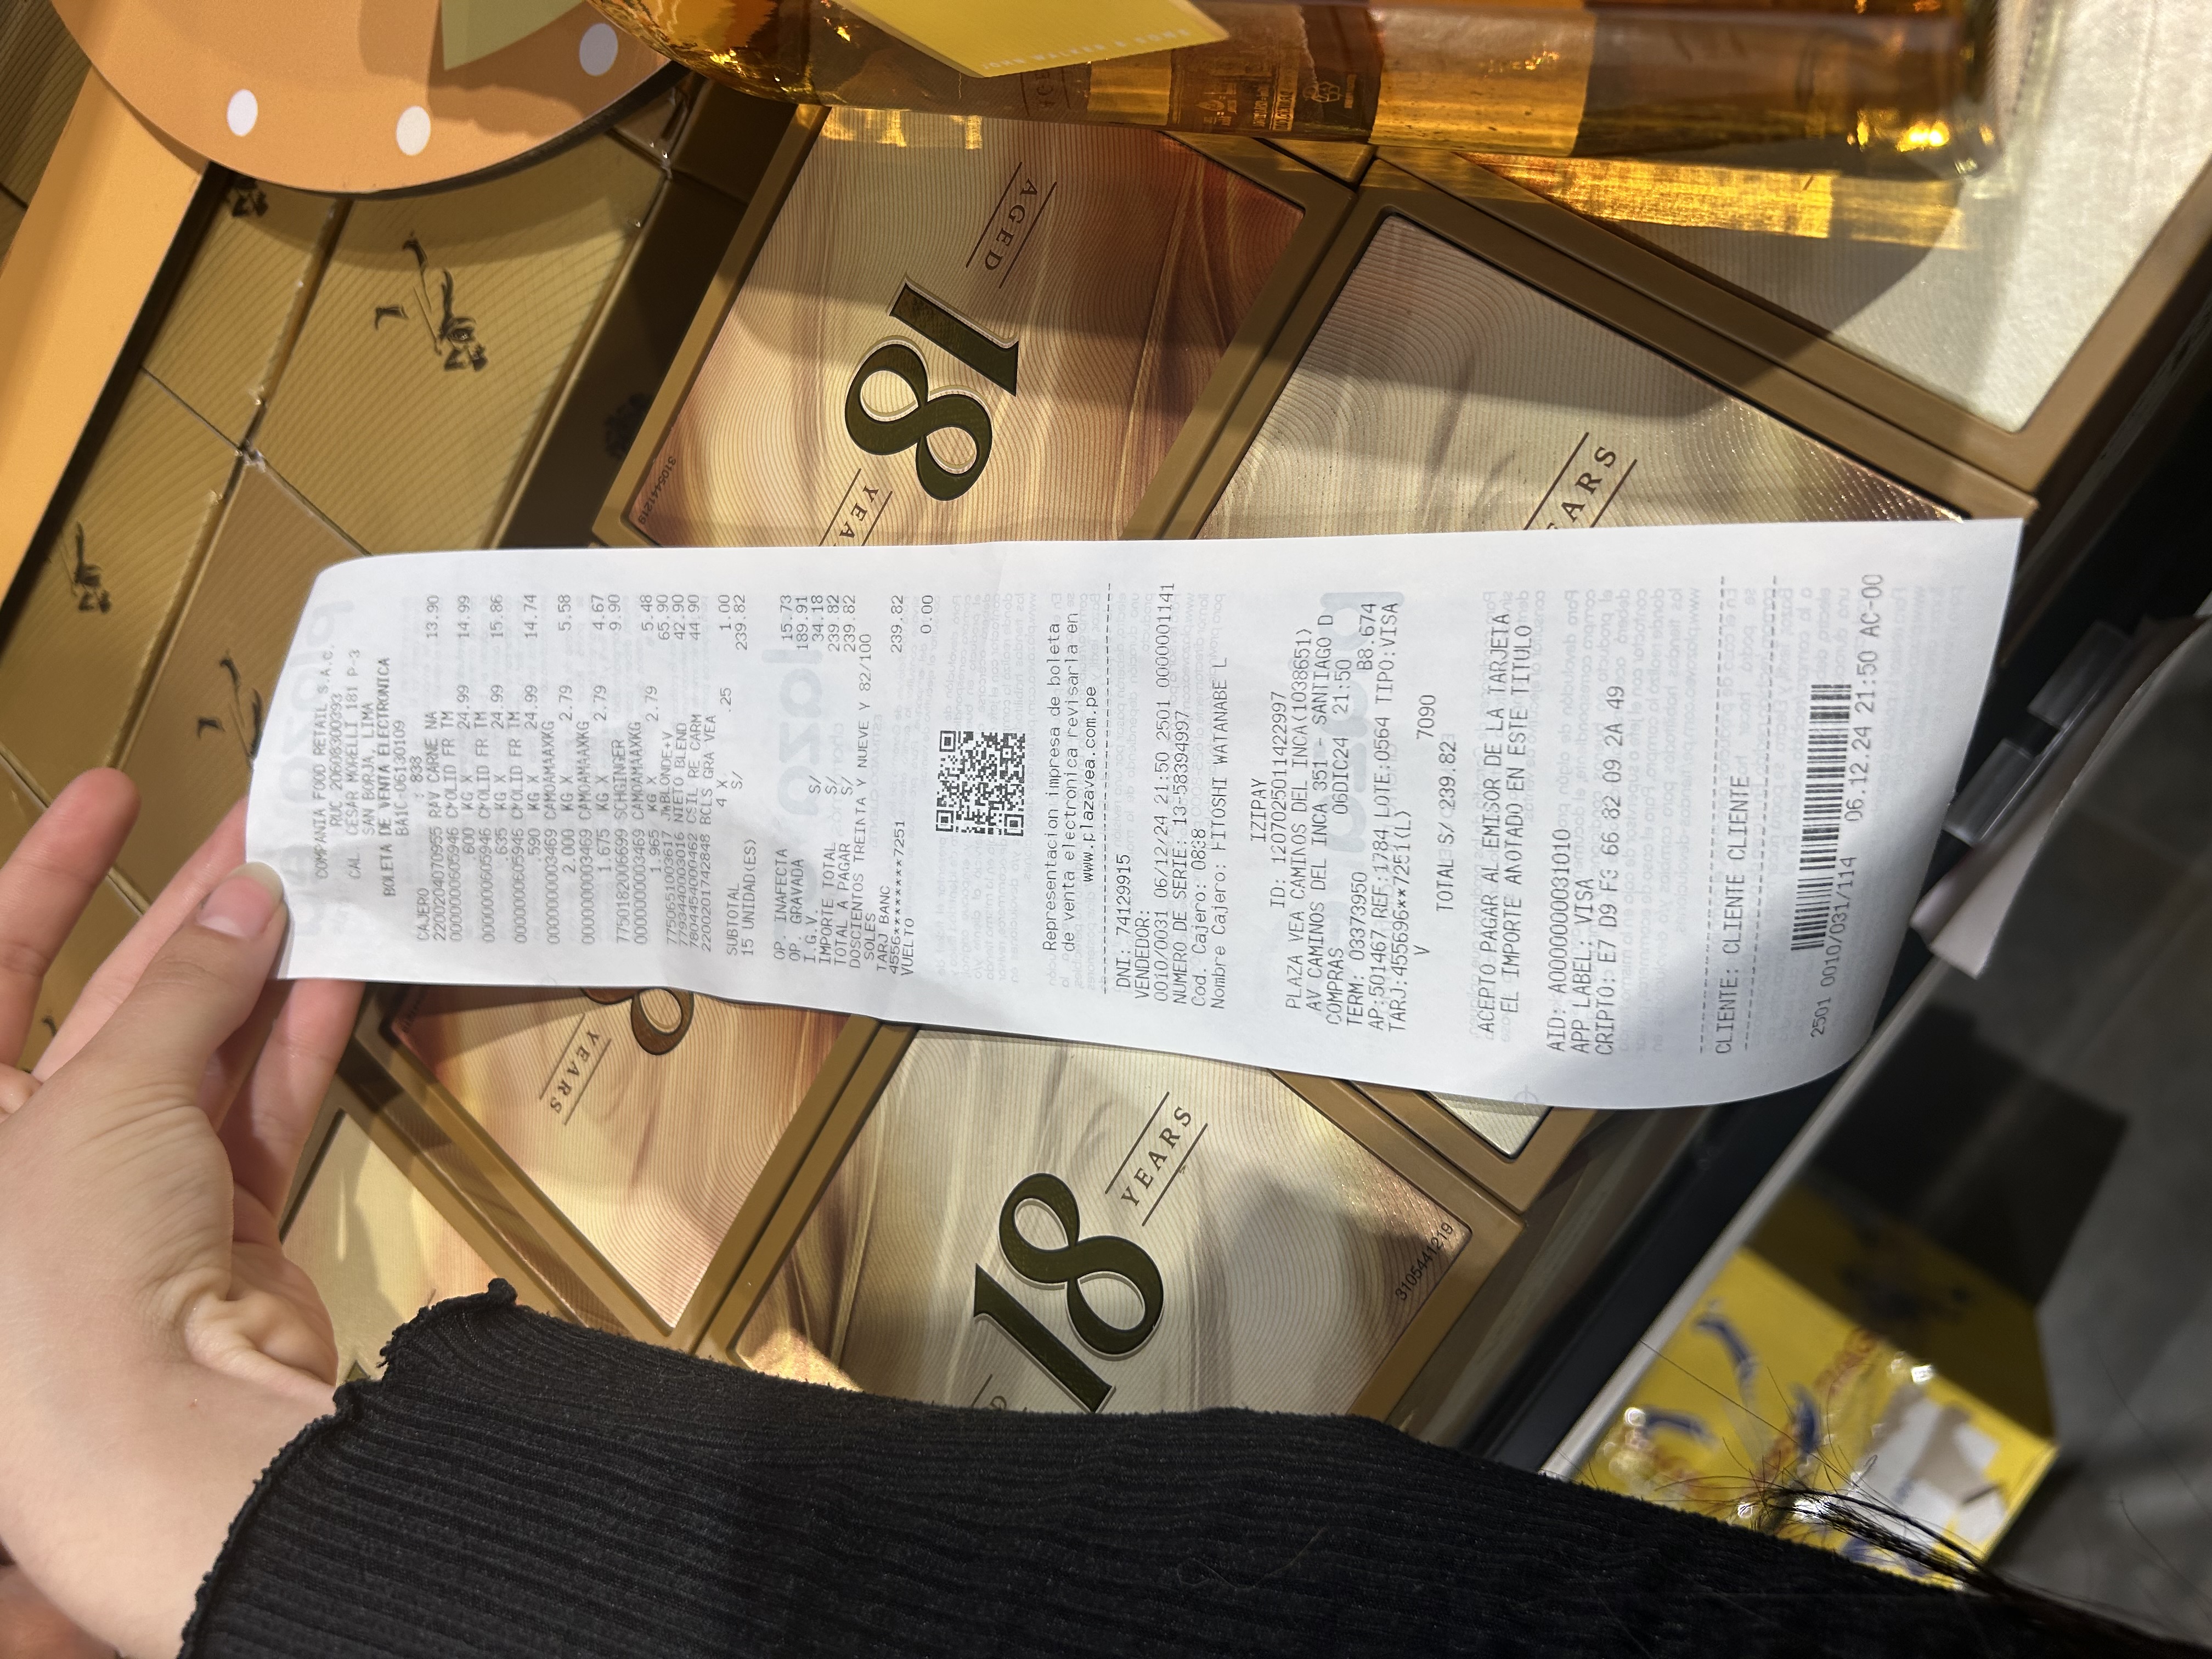 COMPANIA FOOD RETAIL S.A.C.
RUC 20608300393
CAL. CESAR MORELLI 181 P-3
SAN BORJA, LIMA
BOLETA DE VENTA ELECTRONICA
BA1C-06130109
CAJERO : 838
2200204070955 RAV CARNE NA 13.90
0000000605946 CMOLID FR TM
.600 KG X 24.99 14.99
0000000605946 CMOLID FR TM
.635 KG X 24.99 15.86
0000000605946 CMOLID FR TM
.590 KG X 24.99 14.74
0000000003469 CAMOAMAAXKG
2.000 KG X 2.79 5.58
0000000003469 CAMOAMAAXKG
1.675 KG X 2.79 4.67
7750182006699 SCHGINGER 9.90
0000000003469 CAMOAMAAXKG
1.965 KG X 2.79 5.48
7750651003617 JWBLONDE+V 65.90
7793440003016 NIETO BLEND 42.90
7804454000462 CSIL RE CARM 44.90
2200201742848 BCLS GRA VEA
4 X .25 1.00
SUBTOTAL S/ 239.82
15 UNIDAD(ES)
OP. INAFECTA 15.73
OP. GRAVADA 189.91
I.G.V. S/ 34.18
IMPORTE TOTAL S/ 239.82
TOTAL A PAGAR S/ 239.82
DOSCIENTOS TREINTA Y NUEVE Y 82/100
SOLES
TARJ BANC 239.82
4556********7251
VUELTO 0.00
Representacion impresa de boleta
de venta electronica revisarla en
www.plazavea.com.pe
DNI: 74129915
VENDEDOR:
0010/0031 06/12/24 21:50 2501 0000001141
NUMERO DE SERIE: 13-58394997
Cod. Cajero: 0838
Nombre Cajero: HITOSHI WATANABE L
IZIPAY
ID: 1207025011422997
PLAZA VEA CAMINOS DEL INCA(1038651)
AV CAMINOS DEL INCA 351 - SANTIAGO D
COMPRAS 06DIC24 21:50
TERM: 03373950 B8.674
AP:501467 REF:1784 LOTE:0564 TIPO:VISA
TARJ:455696**7251(L)
V 7090
TOTAL S/ 239.82
ACEPTO PAGAR AL EMISOR DE LA TARJETA
EL IMPORTE ANOTADO EN ESTE TITULO
AID: A0000000031010
APP LABEL: VISA
CRIPTO: E7 D9 F3 66 82 09 2A 49
CLIENTE: CLIENTE CLIENTE
2501 0010/031/114 06.12.24 21:50 AC-00
YEARS
18
YEARS
3105441219
AGED
18
YEA
3105441219
EARS